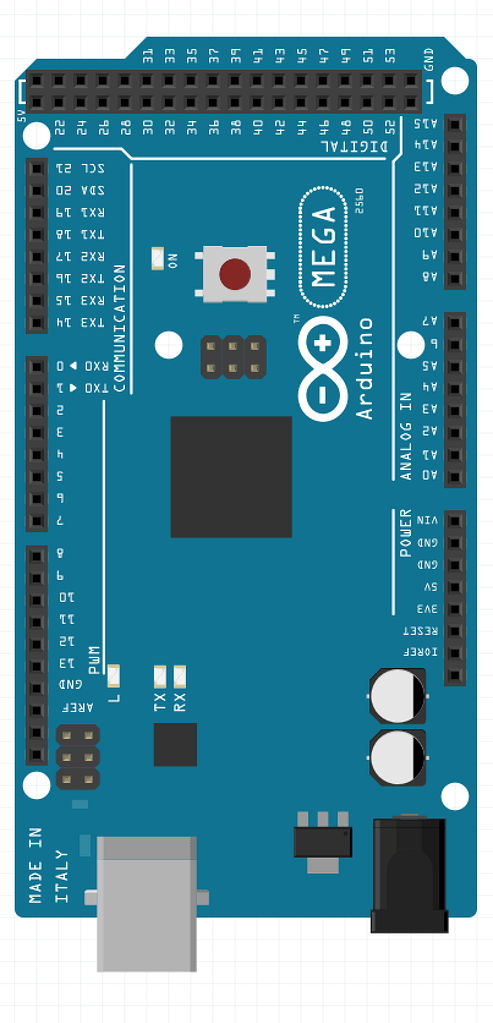 31 33 35 37 39 41 43 45 47 49 51 53 GND
5V
22 24 26 28 30 32 34 36 38 40 42 44 46 48 50 52
DIGITAL
SCL 21
SDA 20
RX1 19
TX1 18
RX2 17
TX2 16
RX3 15
TX3 14
COMMUNICATION
RXD ▶ 0
TXD ▶ 1
2
3
4
5
6
7
8
9
10
11
12
13
GND
AREF
PWM
ON
MEGA
2560
TM
Arduino
A15
A14
A13
A12
A11
A10
A9
A8
A7
6
A5
A4
A3
A2
A1
A0
ANALOG IN
POWER
VIN
GND
GND
5V
3V3
RESET
IOREF
L
TX
RX
MADE IN
ITALY